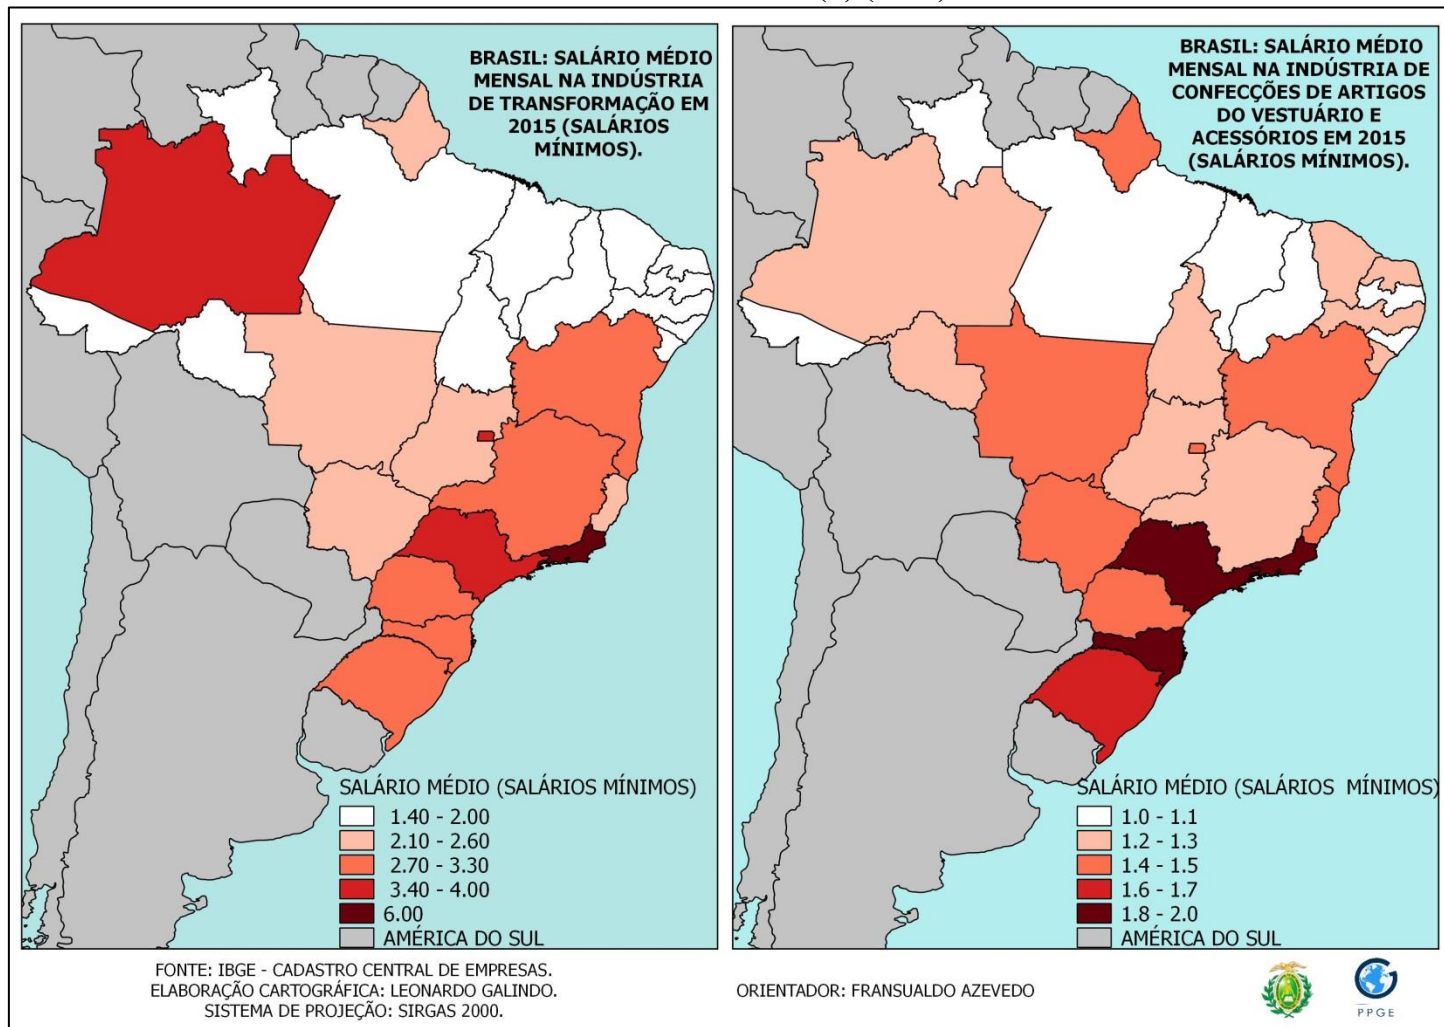 BRASIL: SALÁRIO MÉDIO
MENSAL NA INDÚSTRIA
DE TRANSFORMAÇÃO EM
2015 (SALÁRIOS
MÍNIMOS).
SALÁRIO MÉDIO (SALÁRIOS MÍNIMOS)
1.40 - 2.00
2.10 - 2.60
2.70 - 3.30
3.40 - 4.00
6.00
AMÉRICA DO SUL
BRASIL: SALÁRIO MÉDIO
MENSAL NA INDÚSTRIA DE
CONFECÇÕES DE ARTIGOS
DO VESTUÁRIO E
ACESSÓRIOS EM 2015
(SALÁRIOS MÍNIMOS).
SALÁRIO MÉDIO (SALÁRIOS MÍNIMOS)
1.0 - 1.1
1.2 - 1.3
1.4 - 1.5
1.6 - 1.7
1.8 - 2.0
AMÉRICA DO SUL
FONTE: IBGE - CADASTRO CENTRAL DE EMPRESAS.
ELABORAÇÃO CARTOGRÁFICA: LEONARDO GALINDO.
SISTEMA DE PROJEÇÃO: SIRGAS 2000.
ORIENTADOR: FRANSUALDO AZEVEDO
PPGE